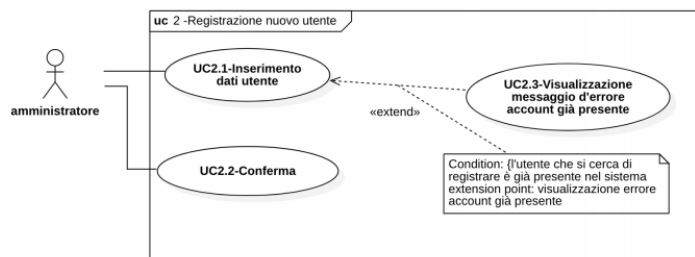 uc 2 -Registrazione nuovo utente
amministratore
UC2.1-Inserimento
dati utente
UC2.3-Visualizzazione
messaggio d'errore
account già presente
«extend»
UC2.2-Conferma
Condition: {l'utente che si cerca di
registrare è già presente nel sistema
extension point: visualizzazione errore
account già presente